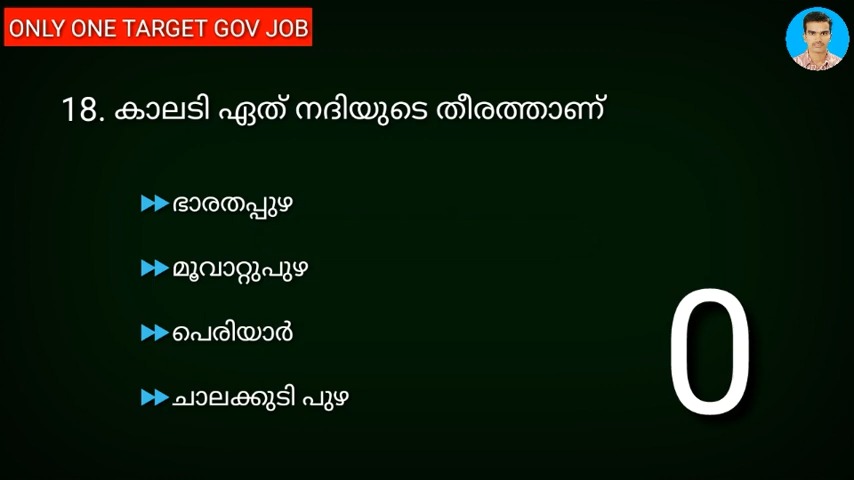 ONLY ONE TARGET GOV JOB
18. കാലടി ഏത് നദിയുടെ തീരത്താണ്
ഭാരതപ്പുഴ
മൂവാറ്റുപുഴ
പെരിയാർ
ചാലക്കുടി പുഴ
0